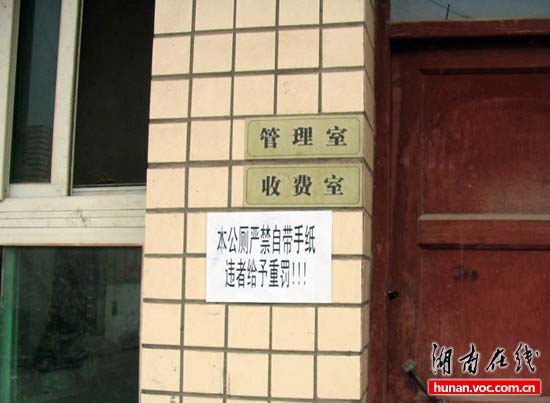 管理室
收费室
本公厕严禁自带手纸
违者给予重罚!!!
湖南在线
hunan.voc.com.cn